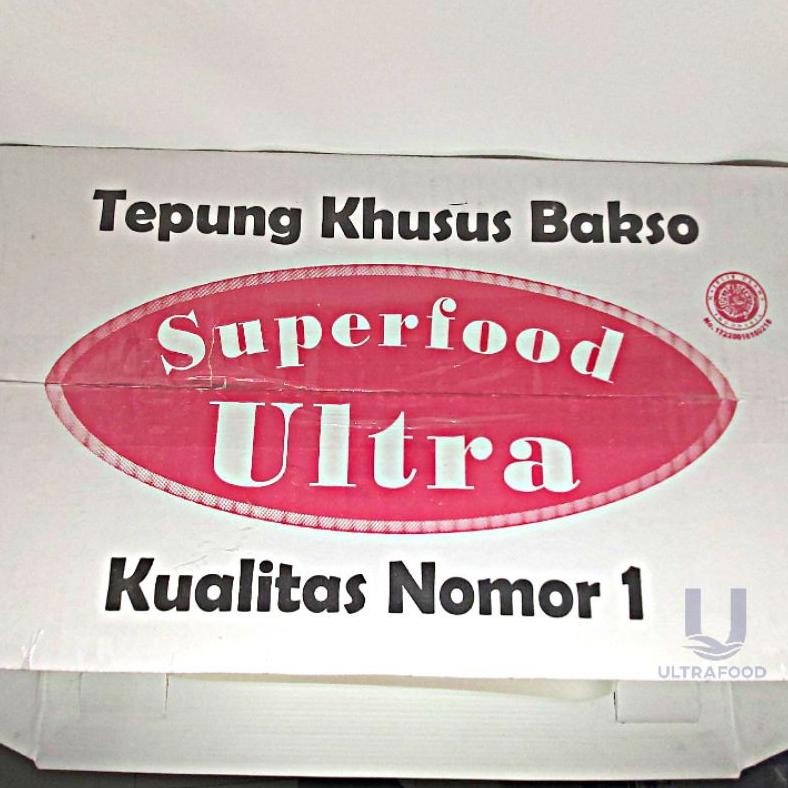 Tepung Khusus Bakso
Superfood
Ultra
Kualitas Nomor 1
ULTRAFOOD